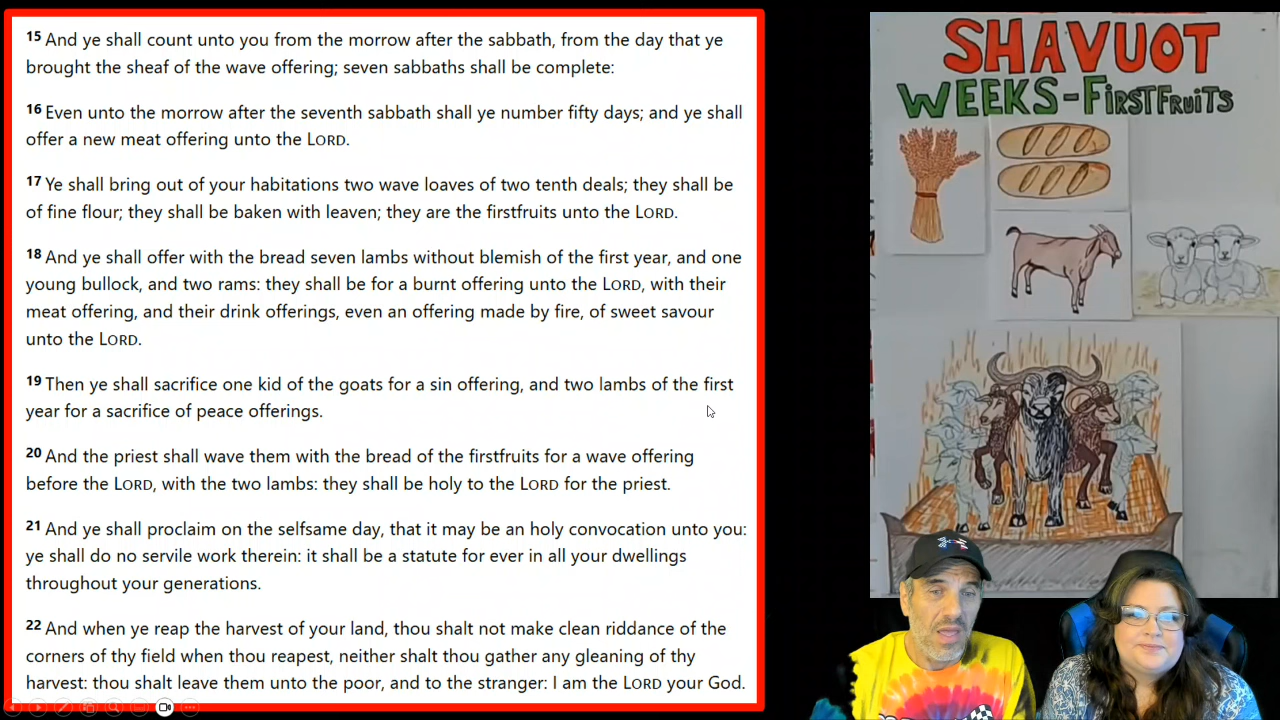 15 And ye shall count unto you from the morrow after the sabbath, from the day that ye
brought the sheaf of the wave offering; seven sabbaths shall be complete:
16 Even unto the morrow after the seventh sabbath shall ye number fifty days; and ye shall
offer a new meat offering unto the LORD.
17 Ye shall bring out of your habitations two wave loaves of two tenth deals; they shall be
of fine flour; they shall be baken with leaven; they are the firstfruits unto the LORD.
18 And ye shall offer with the bread seven lambs without blemish of the first year, and one
young bullock, and two rams: they shall be for a burnt offering unto the LORD, with their
meat offering, and their drink offerings, even an offering made by fire, of sweet savour
unto the LORD.
19 Then ye shall sacrifice one kid of the goats for a sin offering, and two lambs of the first
year for a sacrifice of peace offerings.
20 And the priest shall wave them with the bread of the firstfruits for a wave offering
before the LORD, with the two lambs: they shall be holy to the LORD for the priest.
21 And ye shall proclaim on the selfsame day, that it may be an holy convocation unto you:
ye shall do no servile work therein: it shall be a statute for ever in all your dwellings
throughout your generations.
22 And when ye reap the harvest of your land, thou shalt not make clean riddance of the
corners of thy field when thou reapest, neither shalt thou gather any gleaning of thy
harvest: thou shalt leave them unto the poor, and to the stranger: I am the LORD your God.
SHAVUOT
WEEKS-FIRSTFRUITS